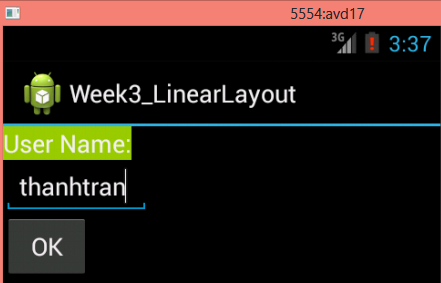 5554:avd17
3G 3:37
Week3_LinearLayout
User Name:
thanhtran
OK